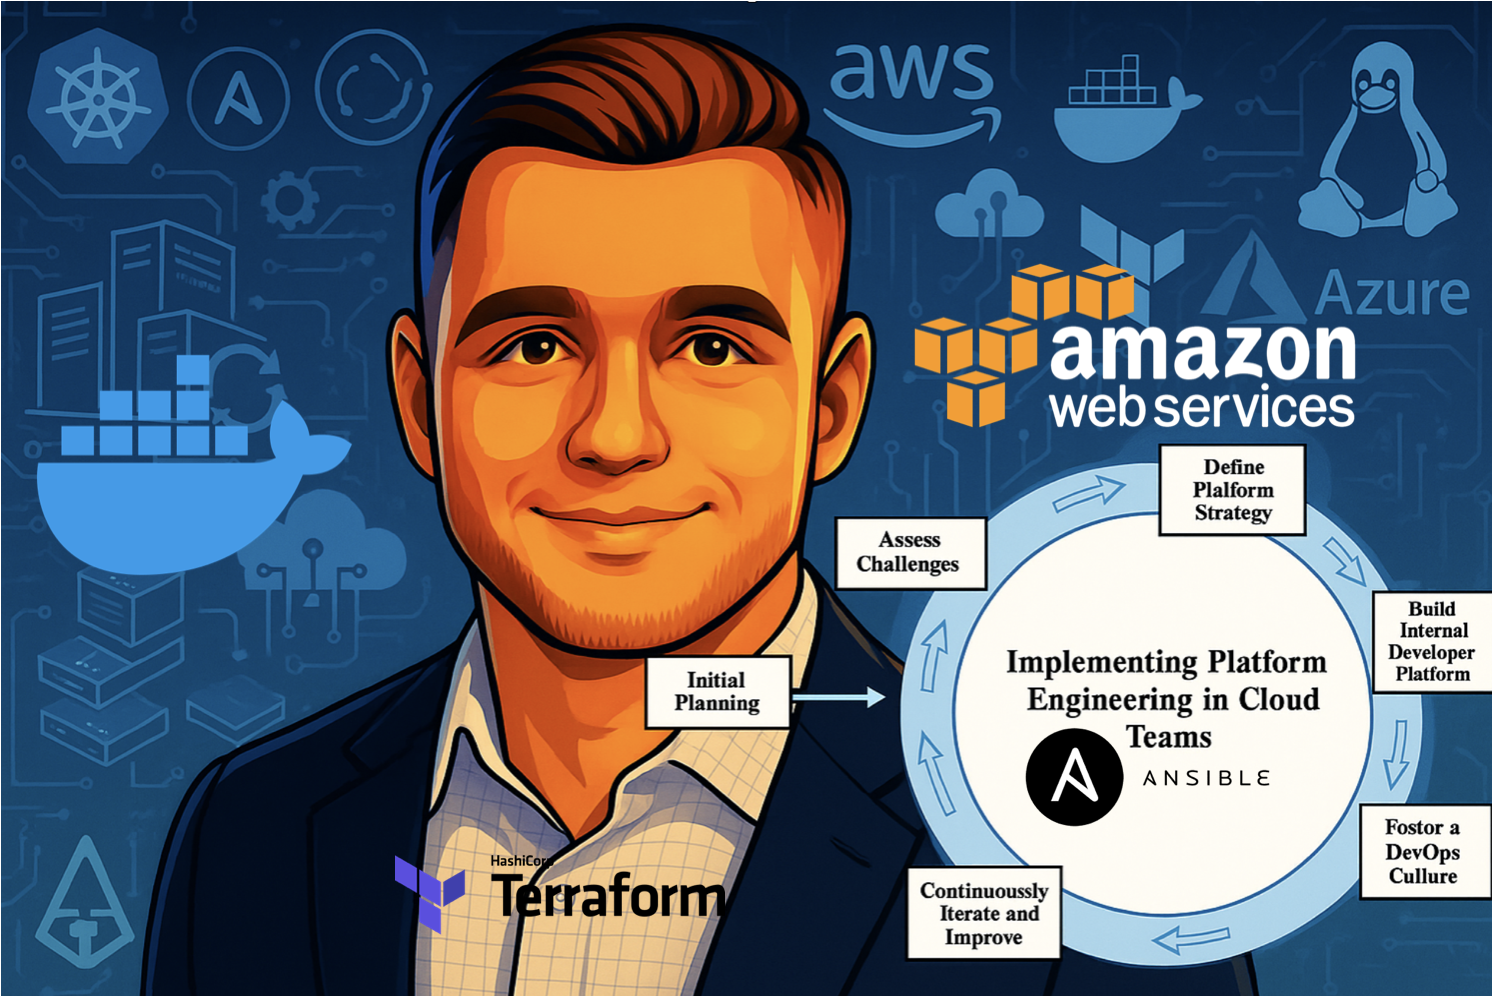 aws
Azure
amazon
web services
Define
Plalform
Strategy
Assess
Challenges
Build
Internal
Developer
Platform
Initial
Planning
Implementing Platform
Engineering in Cloud
Teams
ANSIBLE
Fostor a
DevOps
Cullure
Continuoussly
Iterate and
Improve
HashiCorp
Terraform